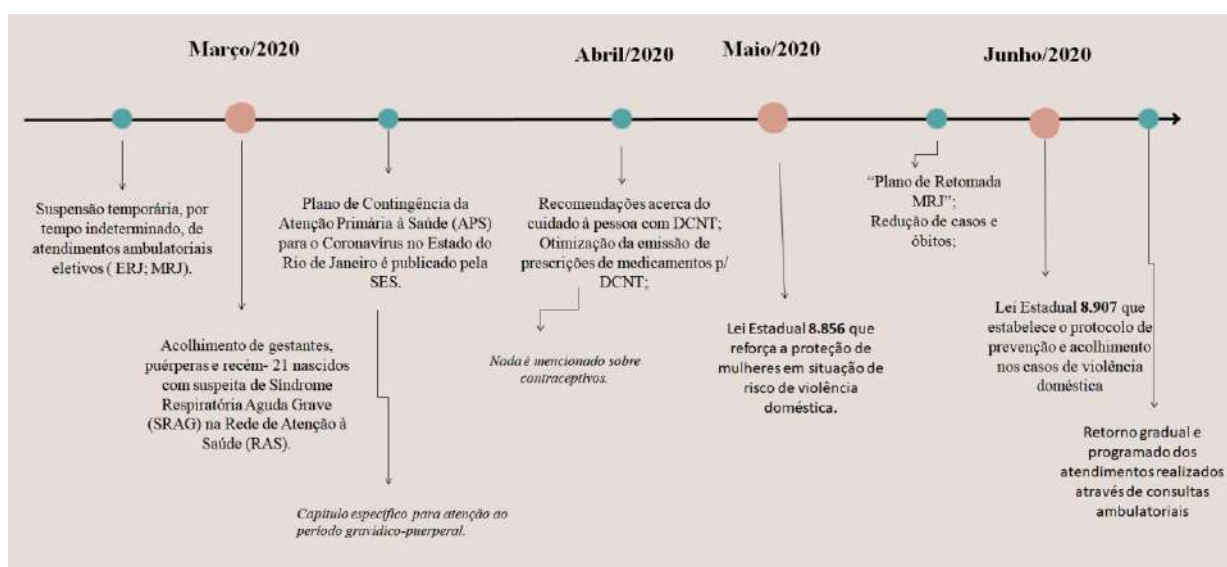 Março/2020
Abril/2020
Maio/2020
Junho/2020
Suspensão temporária, por
tempo indeterminado, de
atendimentos ambulatoriais
eletivos ( ERJ; MRJ).
Acolhimento de gestantes,
puérperas e recém- 21 nascidos
com suspeita de Síndrome
Respiratória Aguda Grave
(SRAG) na Rede de Atenção à
Saúde (RAS).
Plano de Contingência da
Atenção Primária à Saúde (APS)
para o Coronavírus no Estado do
Rio de Janeiro é publicado pela
SES.
Capítulo específico para atenção ao
período gravídico-puerperal.
Recomendações acerca do
cuidado à pessoa com DCNT;
Otimização da emissão de
prescrições de medicamentos p/
DCNT;
Nada é mencionado sobre
contraceptivos.
Lei Estadual 8.856 que
reforça a proteção de
mulheres em situação de
risco de violência
doméstica.
“Plano de Retomada
MRJ”;
Redução de casos e
óbitos;
Lei Estadual 8.907 que
estabelece o protocolo de
prevenção e acolhimento
nos casos de violência
doméstica
Retorno gradual e
programado dos
atendimentos realizados
através de consultas
ambulatoriais